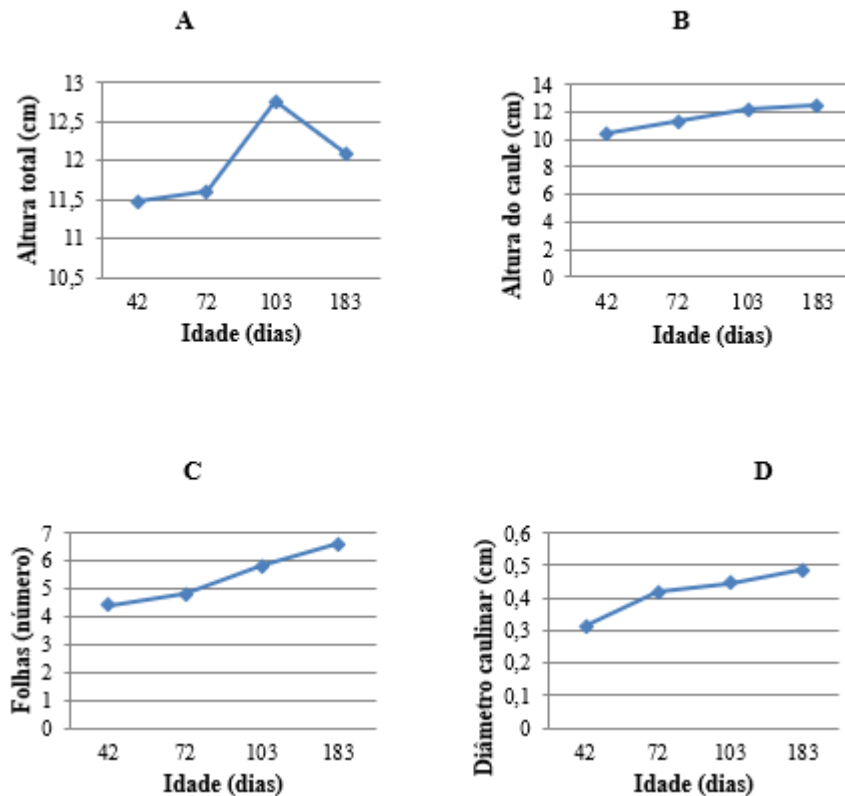 A
Altura total (cm)
13
12,5
12
11,5
11
10,5
42 72 103 183
Idade (dias)
B
Altura do caule (cm)
14
12
10
8
6
4
2
0
42 72 103 183
Idade (dias)
C
Folhas (número)
7
6
5
4
3
2
1
0
42 72 103 183
Idade (dias)
D
Diâmetro caulinar (cm)
0,6
0,5
0,4
0,3
0,2
0,1
0
42 72 103 183
Idade (dias)